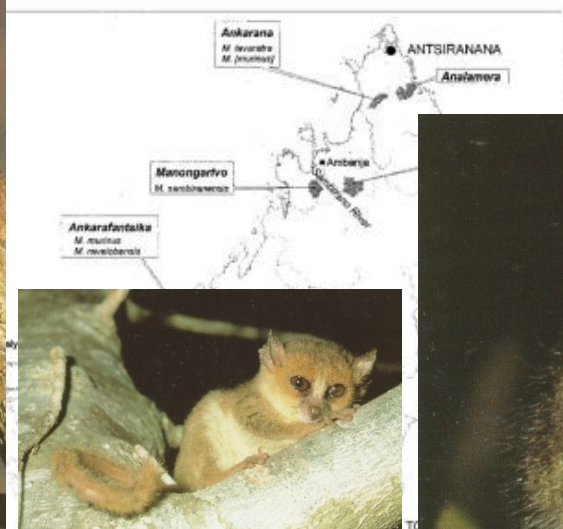 Ankarana
M. tavaratra
M. [murinus]
ANTSIRANANA
Analamera
Ambanja
Manongarivo
M. sambiranensis
Sambirano River
Ankarafantsika
M. murinus
M. ravelobensis